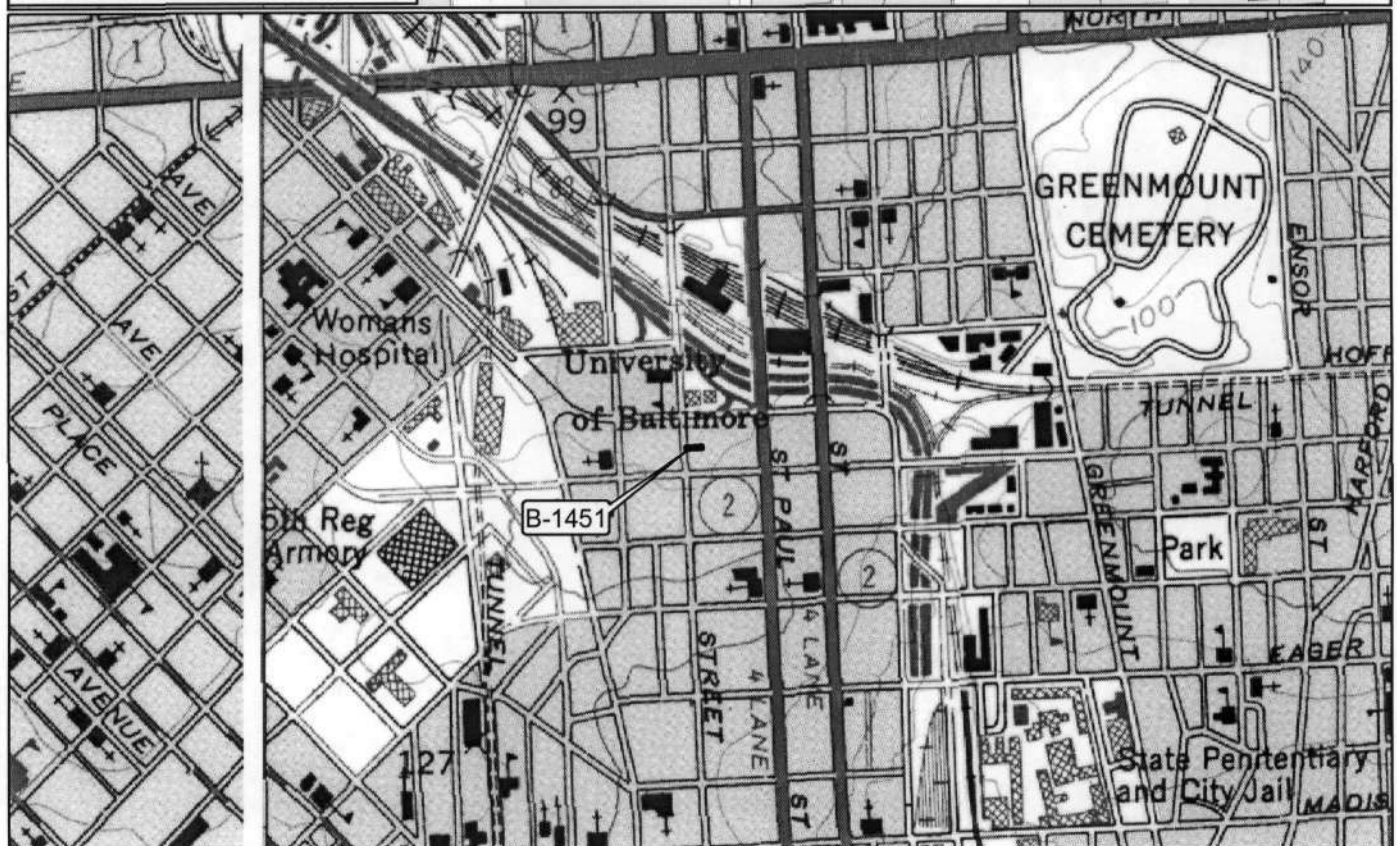 NORTH
1
1
E
99
140
AVE
GREENMOUNT
CEMETERY
ENSOR
ST
AVE
100
Womans
Hospital
University
of Baltimore
HOFF
TUNNEL
HARFORD
PLACE
ST PAUL
ST
GREENMOUNT
B-1451
2
5th Reg
Armory
Park
ST
2
TUNNEL
STREET
4 LANE
4 LANE
EAGER
AVENUE
127
State Penitentiary
and City Jail
MADIS
ST